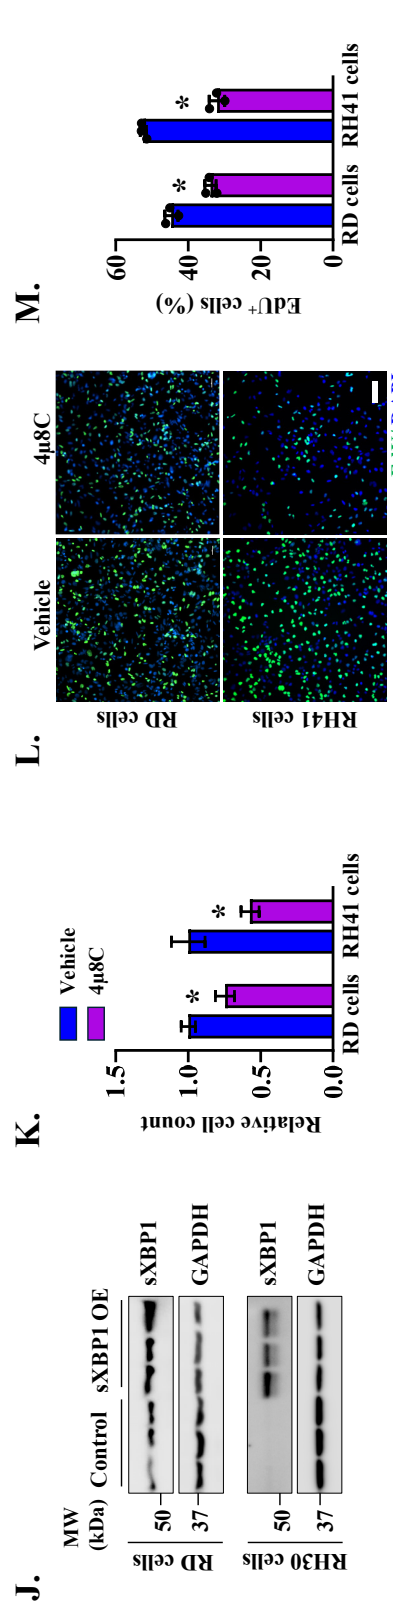 J.
MW
(kDa)
Control
sXBP1 OE
RD cells
50
sXBP1
37
GAPDH
RH30 cells
50
sXBP1
37
GAPDH
K.
Vehicle
4µ8C
Relative cell count
1.5
1.0
0.5
0.0
*
*
RD cells
RH41 cells
L.
Vehicle
4µ8C
RD cells
RH41 cells
M.
EdU⁺ cells (%)
60
40
20
0
*
*
RD cells
RH41 cells